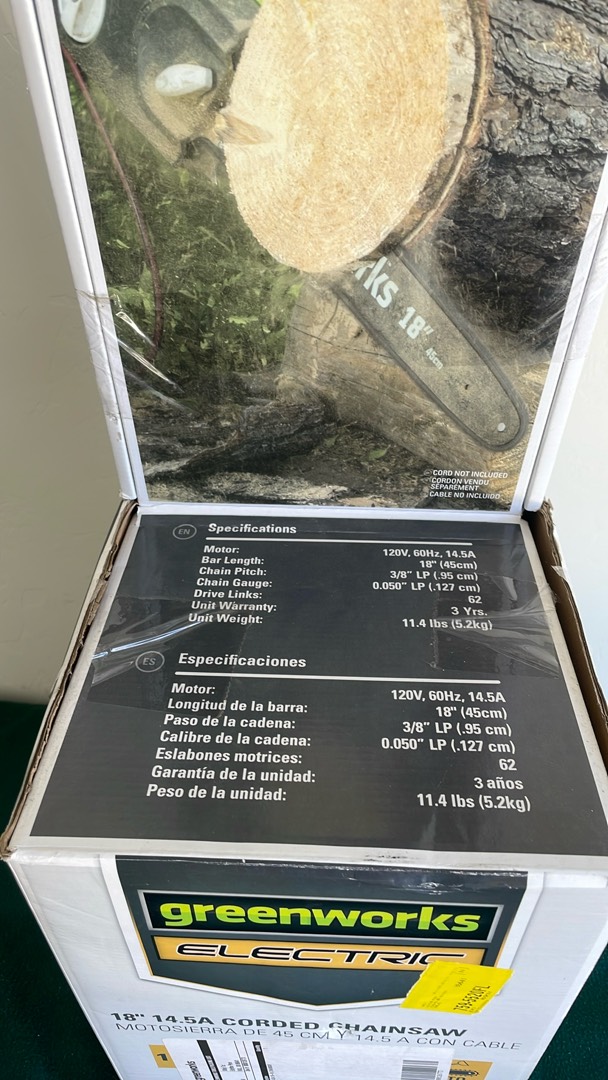 rks 18" 45cm
CORD NOT INCLUDED
CORDON VENDU
SÉPARÉMENT
CABLE NO INCLUIDO
EN Specifications
Motor: 120V, 60Hz, 14.5A
Bar Length: 18" (45cm)
Chain Pitch: 3/8" LP (.95 cm)
Chain Gauge: 0.050" LP (.127 cm)
Drive Links: 62
Unit Warranty: 3 Yrs.
Unit Weight: 11.4 lbs (5.2kg)
ES Especificaciones
Motor: 120V, 60Hz, 14.5A
Longitud de la barra: 18" (45cm)
Paso de la cadena: 3/8" LP (.95 cm)
Calibre de la cadena: 0.050" LP (.127 cm)
Eslabones motrices: 62
Garantía de la unidad: 3 años
Peso de la unidad: 11.4 lbs (5.2kg)
greenworks
ELECTRIC
18" 14.5A CORDED CHAINSAW
MOTOSIERRA DE 45 CM Y 14.5 A CON CABLE
1
greenworks